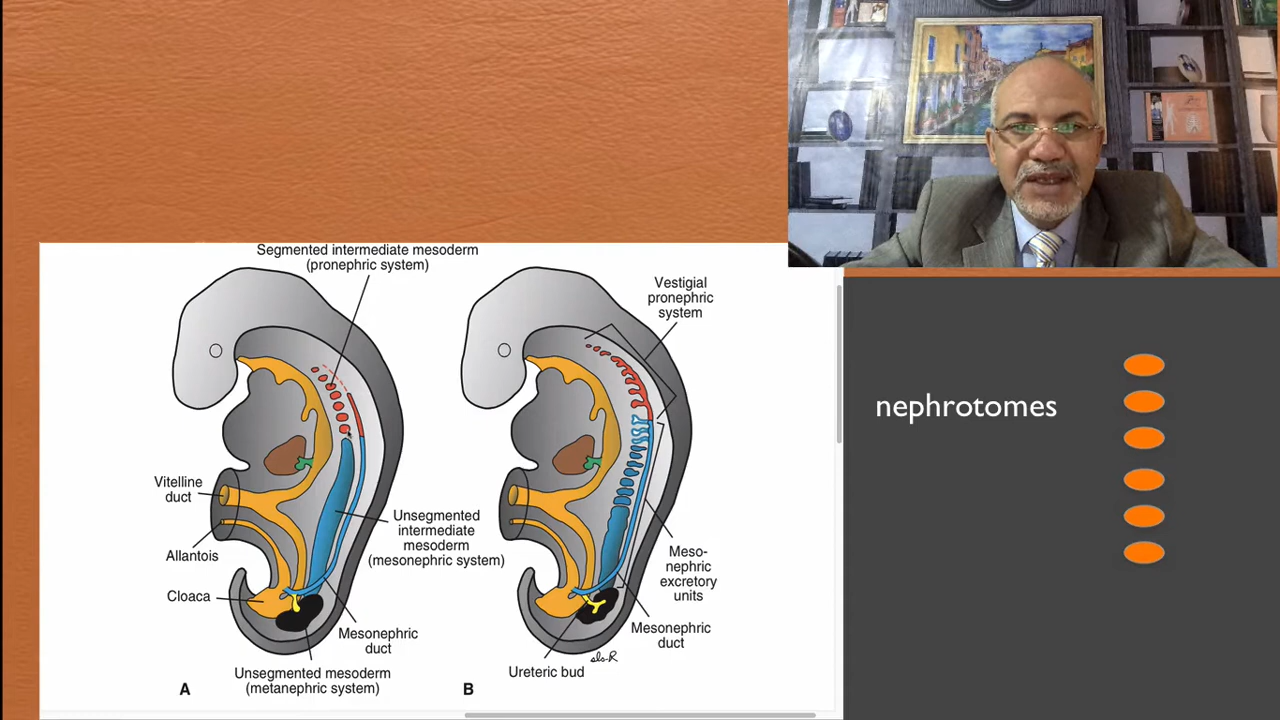 Segmented intermediate mesoderm
(pronephric system)
Vestigial
pronephric
system
Vitelline
duct
Allantois
Cloaca
Unsegmented
intermediate
mesoderm
(mesonephric system)
Mesonephric
duct
Unsegmented mesoderm
(metanephric system)
A
Meso-
nephric
excretory
units
Mesonephric
duct
Ureteric bud
B
nephrotomes